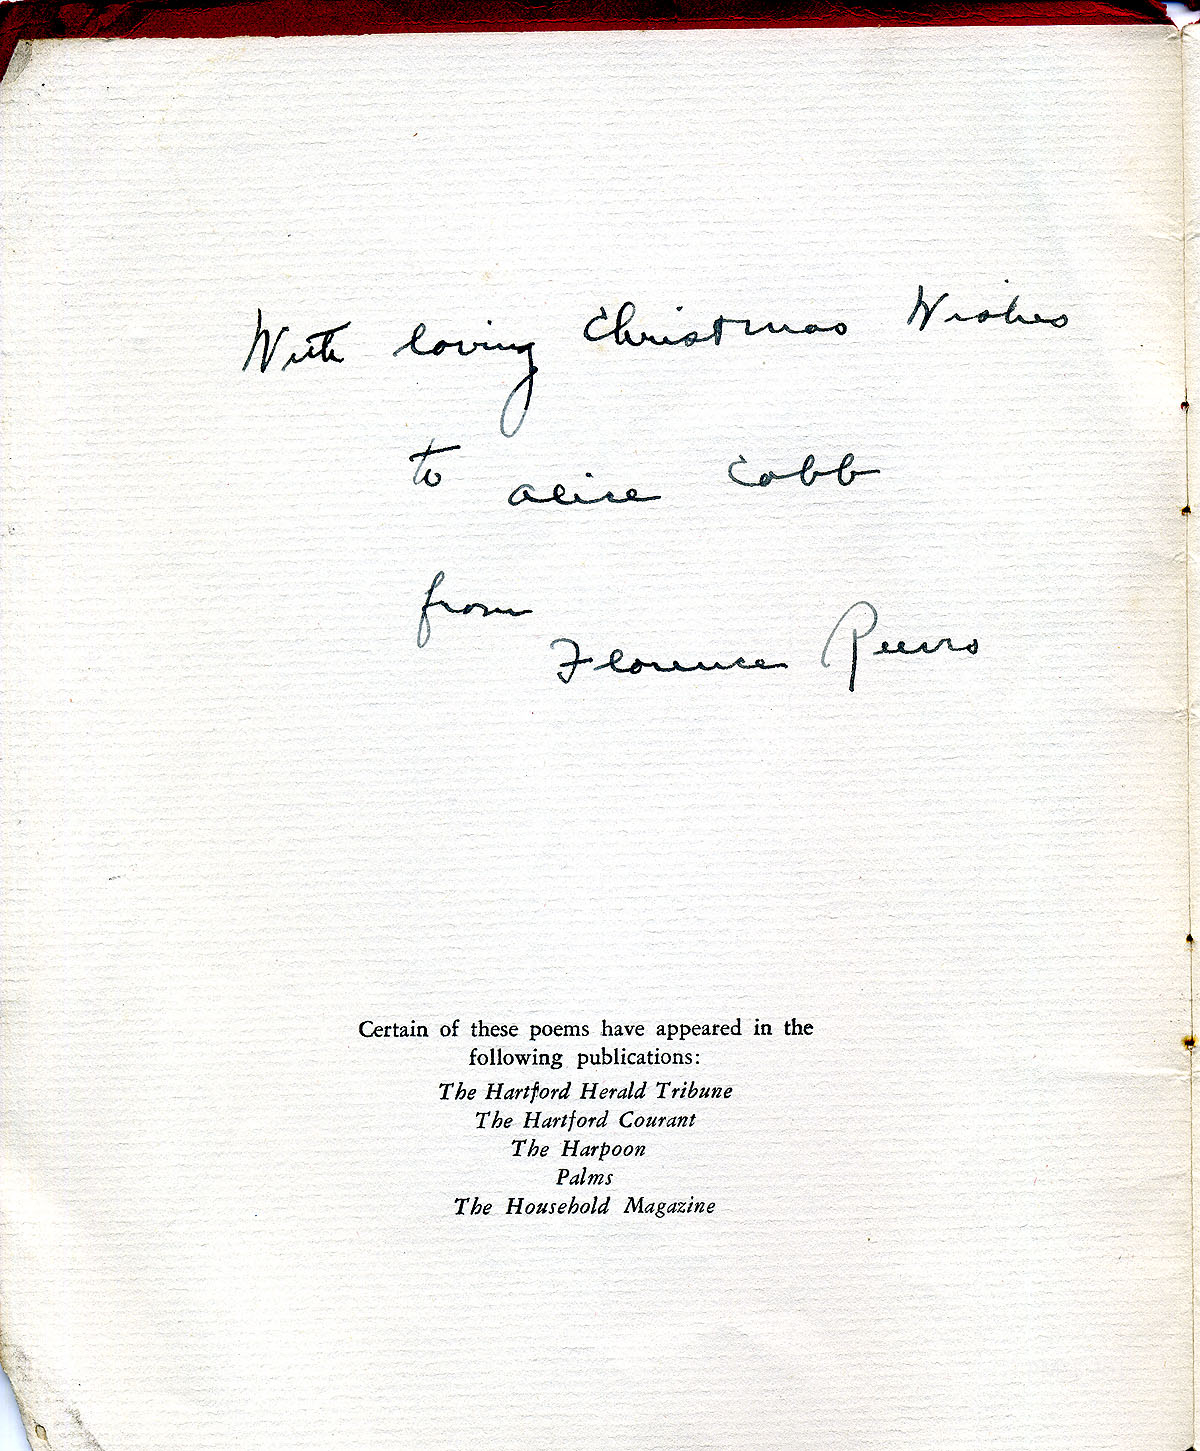 With loving Christmas Wishes
to Alice Cobb
from
Florence Reeves
Certain of these poems have appeared in the
following publications:
The Hartford Herald Tribune
The Hartford Courant
The Harpoon
Palms
The Household Magazine